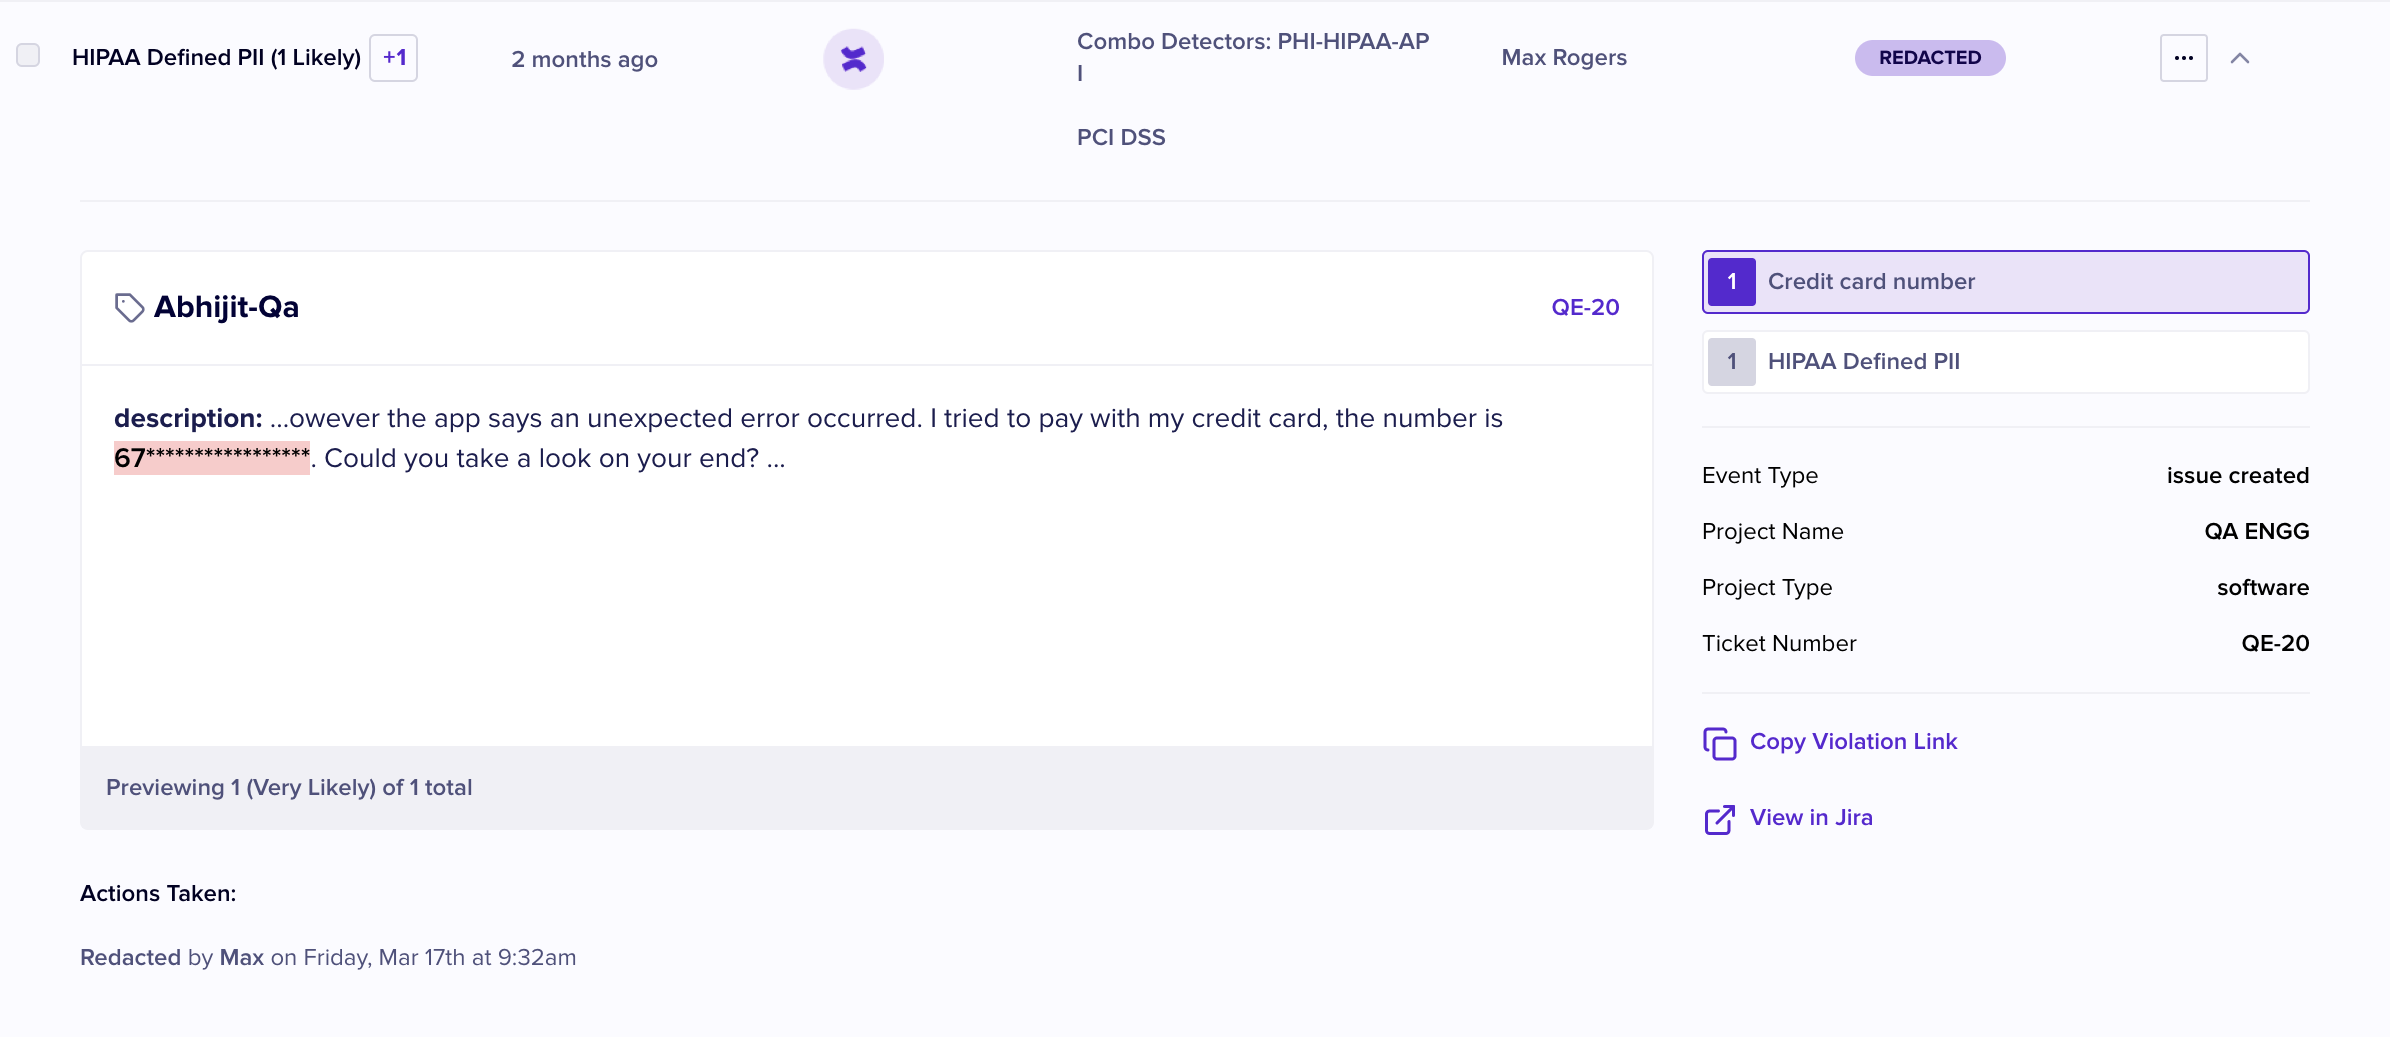 HIPAA Defined PII (1 Likely) +1
2 months ago
Combo Detectors: PHI-HIPAA-AP
I
PCI DSS
Max Rogers
REDACTED
...
Abhijit-Qa
QE-20
description: ...owever the app says an unexpected error occurred. I tried to pay with my credit card, the number is
67*****************. Could you take a look on your end? ...
Previewing 1 (Very Likely) of 1 total
1 Credit card number
1 HIPAA Defined PII
Event Type issue created
Project Name QA ENGG
Project Type software
Ticket Number QE-20
Copy Violation Link
View in Jira
Actions Taken:
Redacted by Max on Friday, Mar 17th at 9:32am